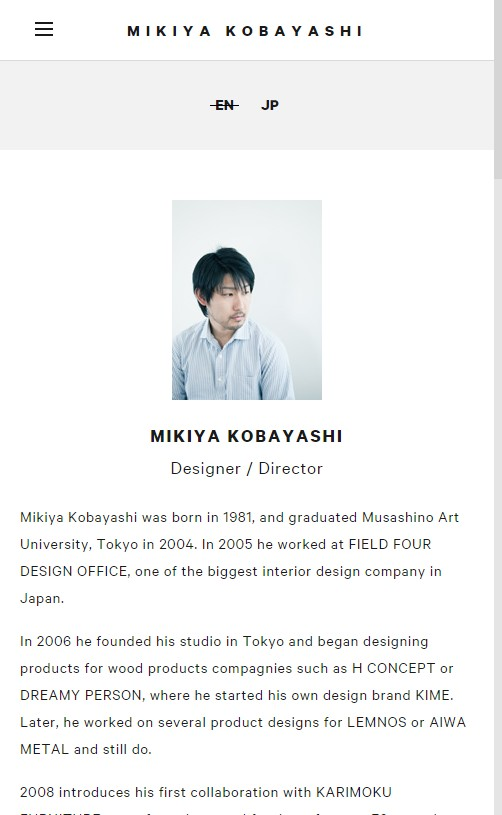 MIKIYA KOBAYASHI
EN JP
MIKIYA KOBAYASHI
Designer / Director
Mikiya Kobayashi was born in 1981, and graduated Musashino Art
University, Tokyo in 2004. In 2005 he worked at FIELD FOUR
DESIGN OFFICE, one of the biggest interior design company in
Japan.
In 2006 he founded his studio in Tokyo and began designing
products for wood products compagnies such as H CONCEPT or
DREAMY PERSON, where he started his own design brand KIME.
Later, he worked on several product designs for LEMNOS or AIWA
METAL and still do.
2008 introduces his first collaboration with KARIMOKU